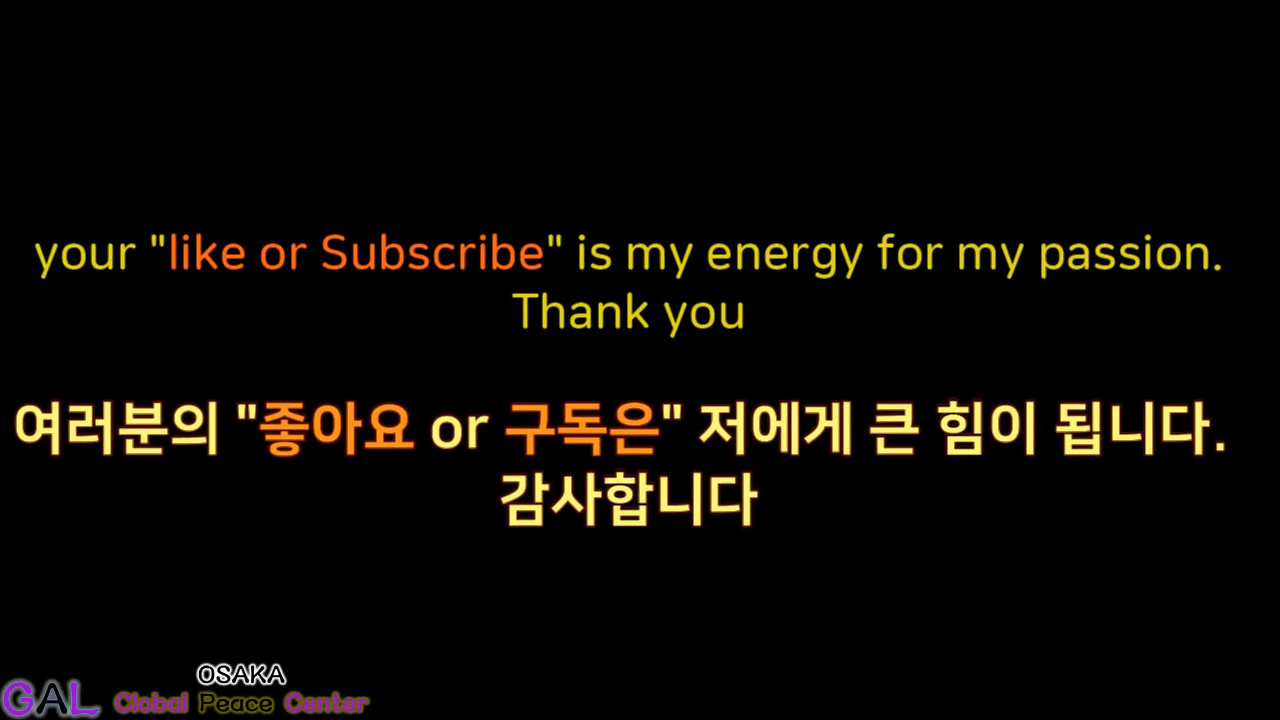 your "like or Subscribe" is my energy for my passion.
Thank you
여러분의 "좋아요 or 구독은" 저에게 큰 힘이 됩니다.
감사합니다
OSAKA
GAL Global Peace Center